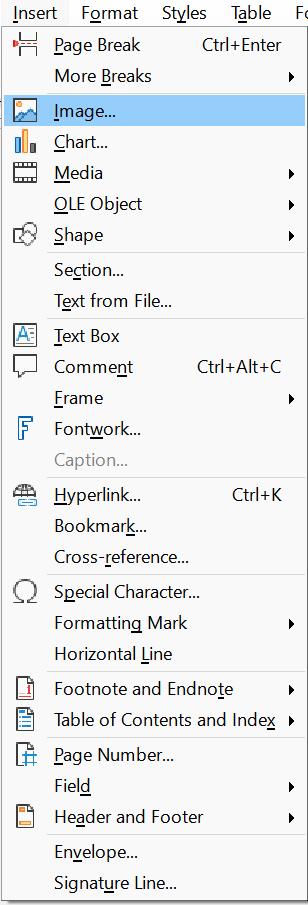 Insert Format Styles Table Fo
Page Break Ctrl+Enter
More Breaks
Image...
Chart...
Media
OLE Object
Shape
Section...
Text from File...
Text Box
Comment Ctrl+Alt+C
Frame
Fontwork...
Caption...
Hyperlink... Ctrl+K
Bookmark...
Cross-reference...
Special Character...
Formatting Mark
Horizontal Line
Footnote and Endnote
Table of Contents and Index
Page Number...
Field
Header and Footer
Envelope...
Signature Line...